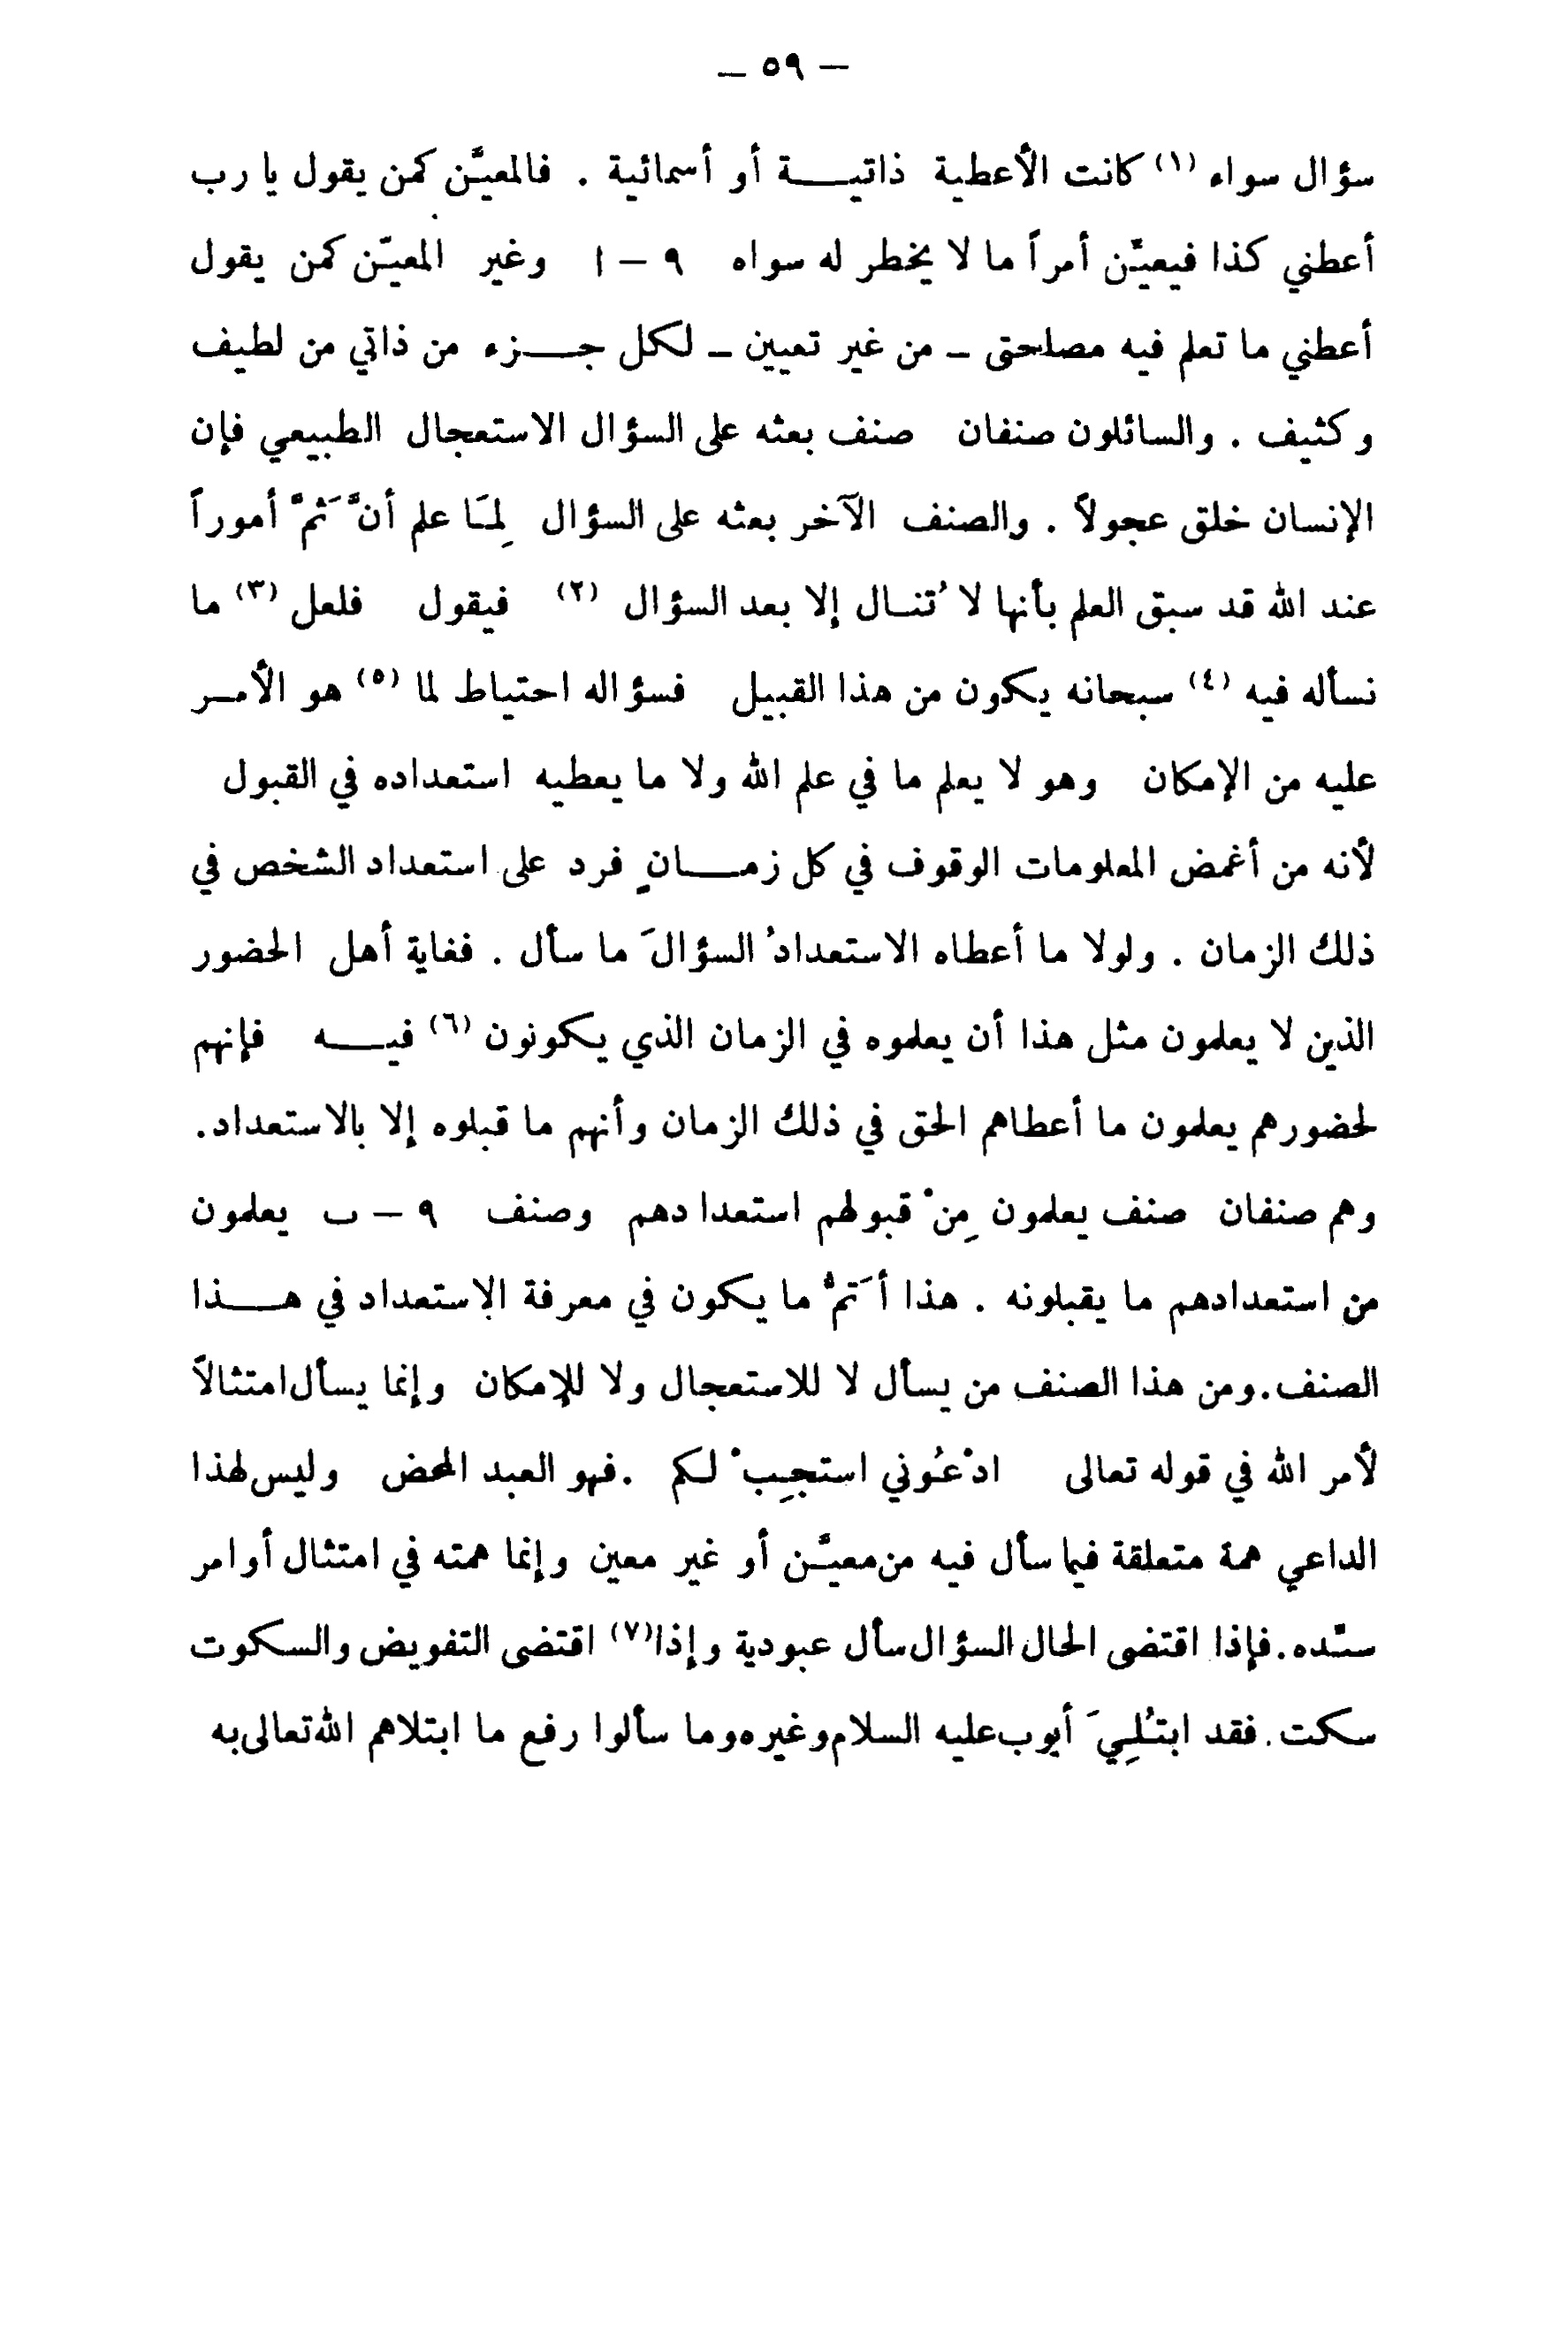 — ٥٩ —
سؤال سواء (١) كانت الأعطية ذاتيـــة أو أسمائية . فالمعيَّن كمن يقول يا رب
أعطني كذا فيعيِّن أمراً ما لا يخطر له سواه ٩ – ا وغير المعيّن كمن يقول
أعطني ما تعلم فيه مصلحتي – من غير تعيين – لكل جـــزء من ذاتي من لطيف
وكثيف . والسائلون صنفان صنف بعثه على السؤال الاستعجال الطبيعي فإن
الإنسان خلق عجولاً . والصنف الآخر بعثه على السؤال لِمَا علم أنَّ ثَمَّ أموراً
عند الله قد سبق العلم بأنها لا تُنــال إلا بعد السؤال (٢) فيقول فلعل (٣) ما
نسأله فيه (٤) سبحانه يكون من هذا القبيل فسؤاله احتياط لما (٥) هو الأمــر
عليه من الإمكان وهو لا يعلم ما في علم الله ولا ما يعطيه استعداده في القبول
لأنه من أغمض المعلومات الوقوف في كل زمـــانٍ فرد على استعداد الشخص في
ذلك الزمان . ولولا ما أعطاه الاستعدادُ السؤالَ ما سأل . فغاية أهل الحضور
الذين لا يعلمون مثل هذا أن يعلموه في الزمان الذي يكونون (٦) فيـــه فإنهم
لحضورهم يعلمون ما أعطاهم الحق في ذلك الزمان وأنهم ما قبلوه إلا بالاستعداد.
وهم صنفان صنف يعلمون مِنْ قبولهم استعدادهم وصنف ٩ – ب يعلمون
من استعدادهم ما يقبلونه . هذا أَتمُّ ما يكون في معرفة الاستعداد في هـــذا
الصنف.ومن هذا الصنف من يسأل لا للاستعجال ولا للإمكان وإنما يسأل امتثالاً
لأمر الله في قوله تعالى ادْعُوني استجِبْ لكم .فهو العبد المحض وليس لهذا
الداعي همة متعلقة فيما سأل فيه من معيَّن أو غير معين وإنما همته في امتثال أوامر
سيّده.فإذا اقتضى الحال السؤال سأل عبودية وإذا(٧) اقتضى التفويض والسكوت
سكت. فقد ابتُلِيَ أيوب عليه السلام وغيره وما سألوا رفع ما ابتلاهم الله تعالى به